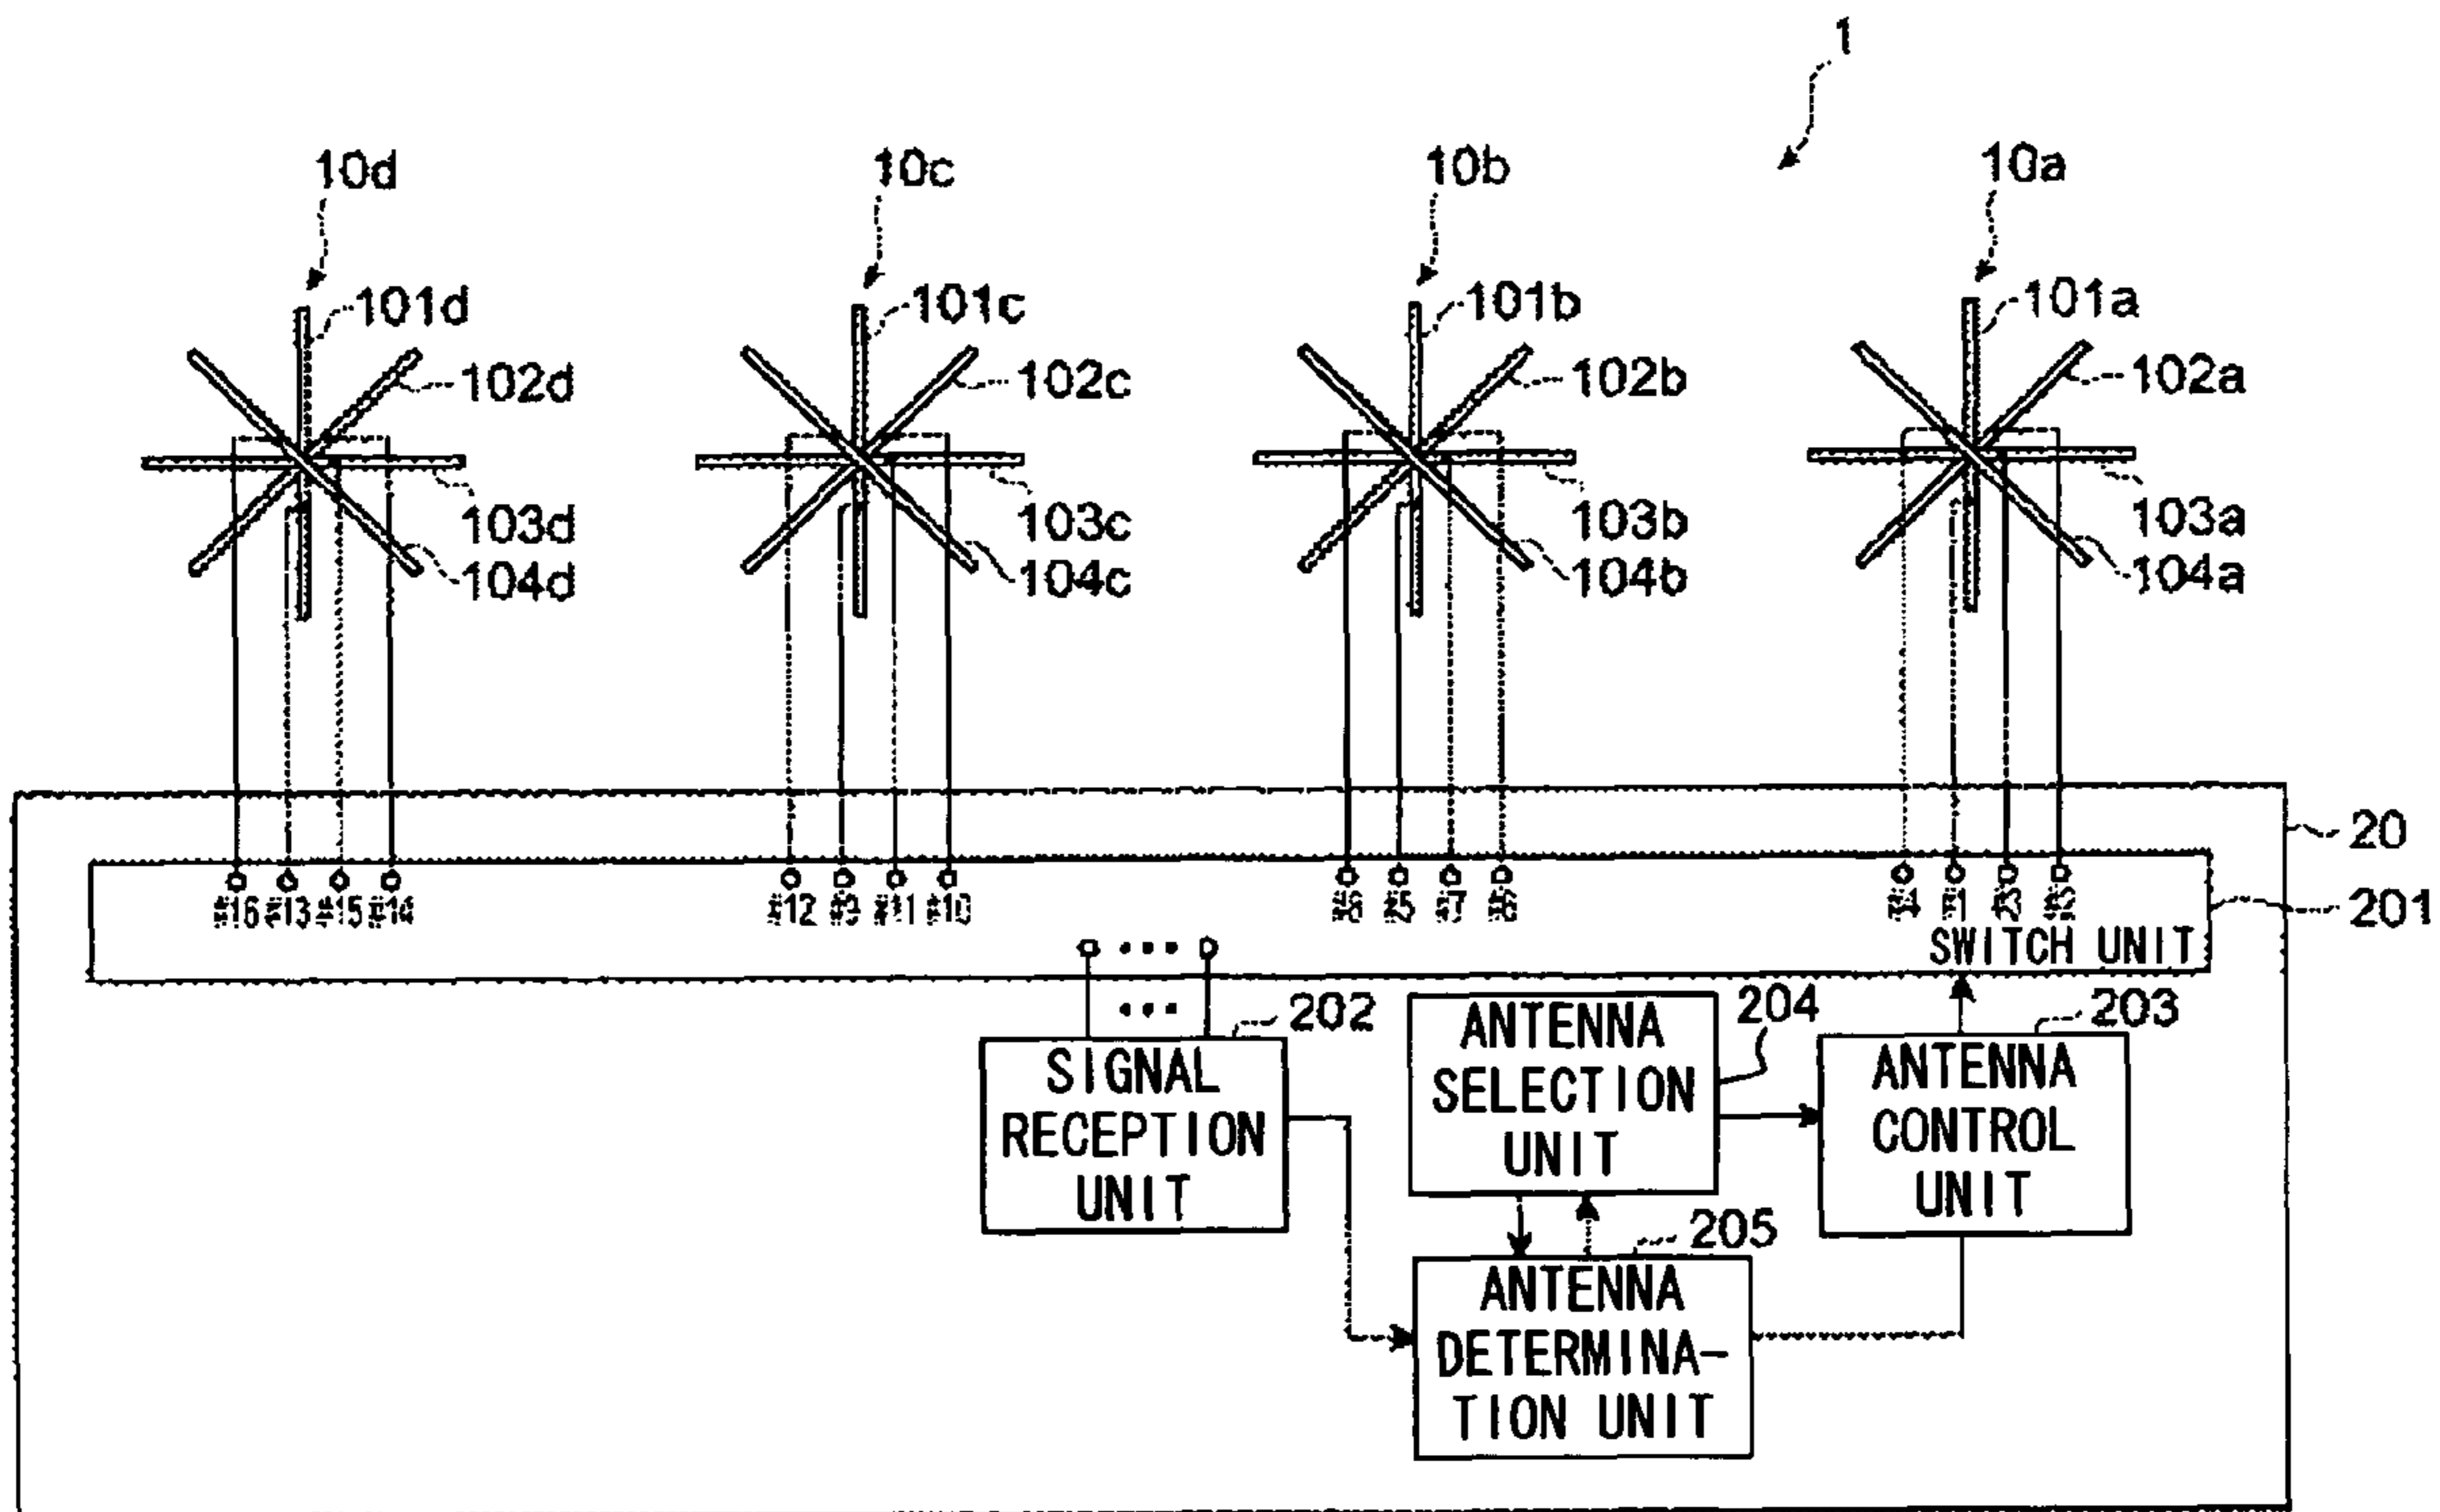 1
10d 10c 10b 10a
101d 101c 101b 101a
102d 102c 102b 102a
103d 103c 103b 103a
104d 104c 104b 104a
20
#16 #13 #15 #14 #12 #9 #11 #10 #5 #7 #4 #1 #3
201
SWITCH UNIT
...
...
202
SIGNAL
RECEPTION
UNIT
204
ANTENNA
SELECTION
UNIT
203
ANTENNA
CONTROL
UNIT
205
ANTENNA
DETERMINA-
TION UNIT